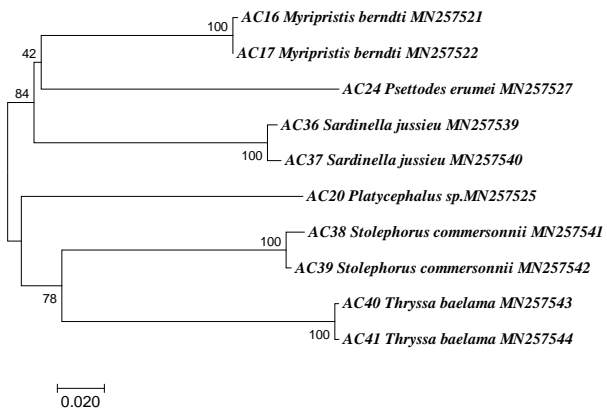 100
AC16 Myripristis berndti MN257521
AC17 Myripristis berndti MN257522
42
AC24 Psettodes erumei MN257527
84
AC36 Sardinella jussieu MN257539
100
AC37 Sardinella jussieu MN257540
AC20 Platycephalus sp.MN257525
AC38 Stolephorus commersonnii MN257541
100
AC39 Stolephorus commersonnii MN257542
78
AC40 Thryssa baelama MN257543
100
AC41 Thryssa baelama MN257544
0.020